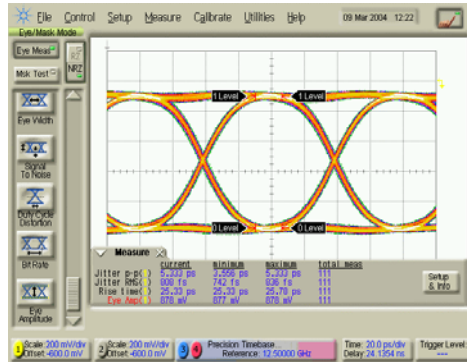 File Control Setup Measure Calibrate Utilities Help 09 Mar 2004 12:22
Eye/Mask Mode
Eye Meas
RZ
NRZ
Msk Test
Eye Width
Signal To Noise
Duty Cycle Distortion
Bit Rate
Eye Amplitude
1 Level 1 Level
0 Level 0 Level
Measure
current minimum maximum total meas
Jitter p-p( ) 5.333 ps 3.556 ps 5.333 ps 111
Jitter RMS( ) 808 fs 742 fs 836 fs 111
Rise time( ) 25.33 ps 25.33 ps 25.78 ps 111
Eye Amp( ) 878 mV 877 mV 878 mV 111
Setup & Info
1 Scale: 200 mV/div Offset: -600.0 mV
Scale: 200 mV/div Offset: -600.0 mV
3 4
Precision Timebase...
Reference: 12.50000 GHz
Time: 20.0 ps/div
Delay: 24.1354 ns
Trigger Level
---